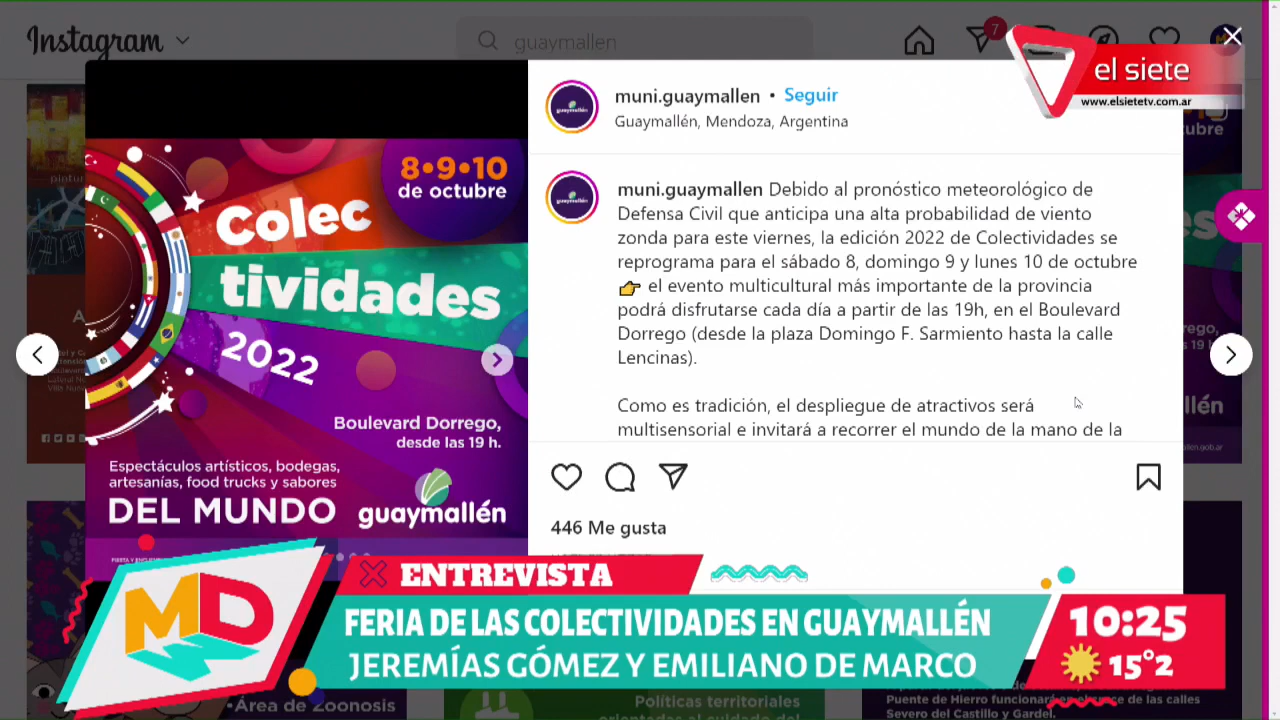 Instagram
guaymallen
7
el siete
www.elsietetv.com.ar
muni.guaymallen • Seguir
Guaymallén, Mendoza, Argentina
8•9•10
de octubre
Colec
tividades
2022
Boulevard Dorrego,
desde las 19 h.
Espectáculos artísticos, bodegas,
artesanías, food trucks y sabores
DEL MUNDO
guaymallén
muni.guaymallen Debido al pronóstico meteorológico de
Defensa Civil que anticipa una alta probabilidad de viento
zonda para este viernes, la edición 2022 de Colectividades se
reprograma para el sábado 8, domingo 9 y lunes 10 de octubre
👉 el evento multicultural más importante de la provincia
podrá disfrutarse cada día a partir de las 19h, en el Boulevard
Dorrego (desde la plaza Domingo F. Sarmiento hasta la calle
Lencinas).
Como es tradición, el despliegue de atractivos será
multisensorial e invitará a recorrer el mundo de la mano de la
446 Me gusta
MD
ENTREVISTA
FERIA DE LAS COLECTIVIDADES EN GUAYMALLÉN
JEREMÍAS GÓMEZ Y EMILIANO DE MARCO
10:25
15°2
•Área de Zoonosis
Políticas territoriales
Puente de Hierro
Severo del Castillo y Gardel.